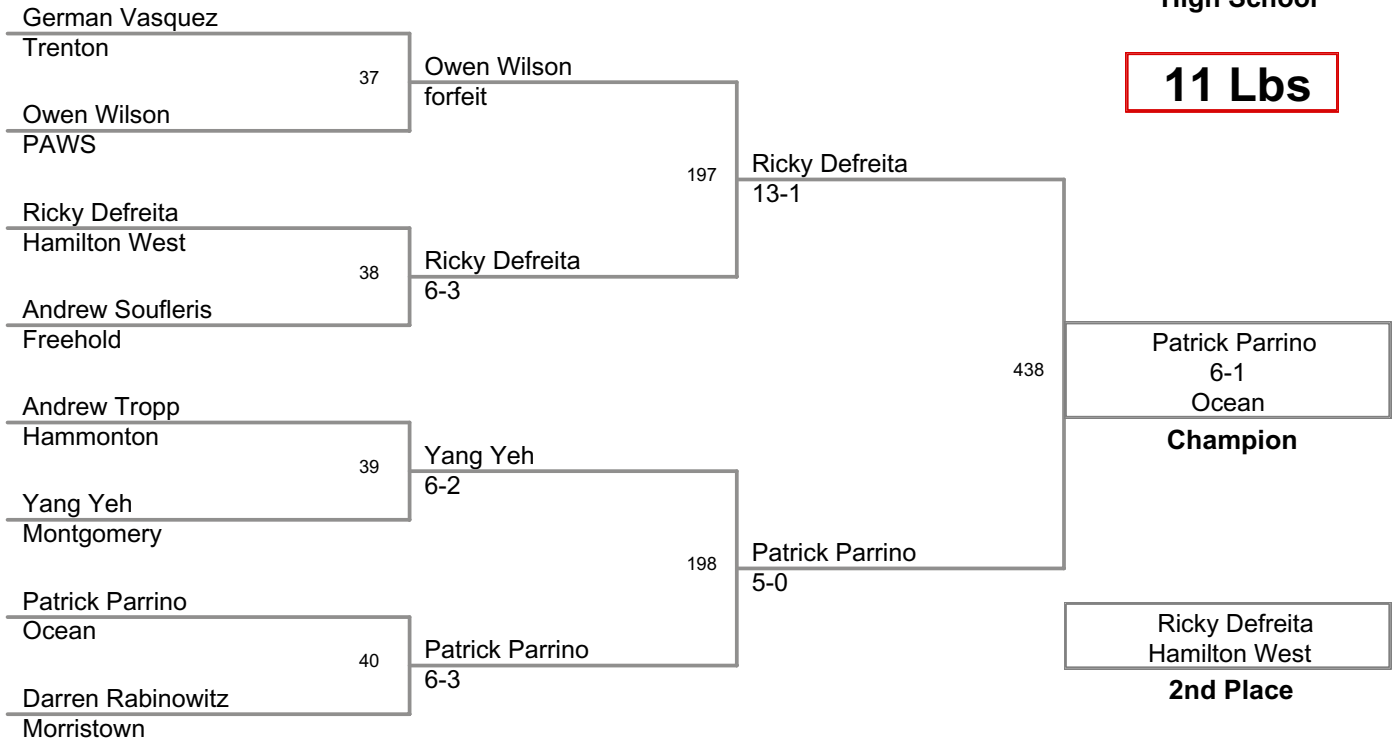 High School
11 Lbs
German Vasquez
Trenton
37
Owen Wilson
PAWS
Owen Wilson
forfeit
197
Ricky Defreita
Hamilton West
38
Andrew Soufleris
Freehold
Ricky Defreita
6-3
Ricky Defreita
13-1
438
Andrew Tropp
Hammonton
39
Yang Yeh
Montgomery
Yang Yeh
6-2
198
Patrick Parrino
Ocean
40
Darren Rabinowitz
Morristown
Patrick Parrino
6-3
Patrick Parrino
5-0
Patrick Parrino
6-1
Ocean
Champion
Ricky Defreita
Hamilton West
2nd Place